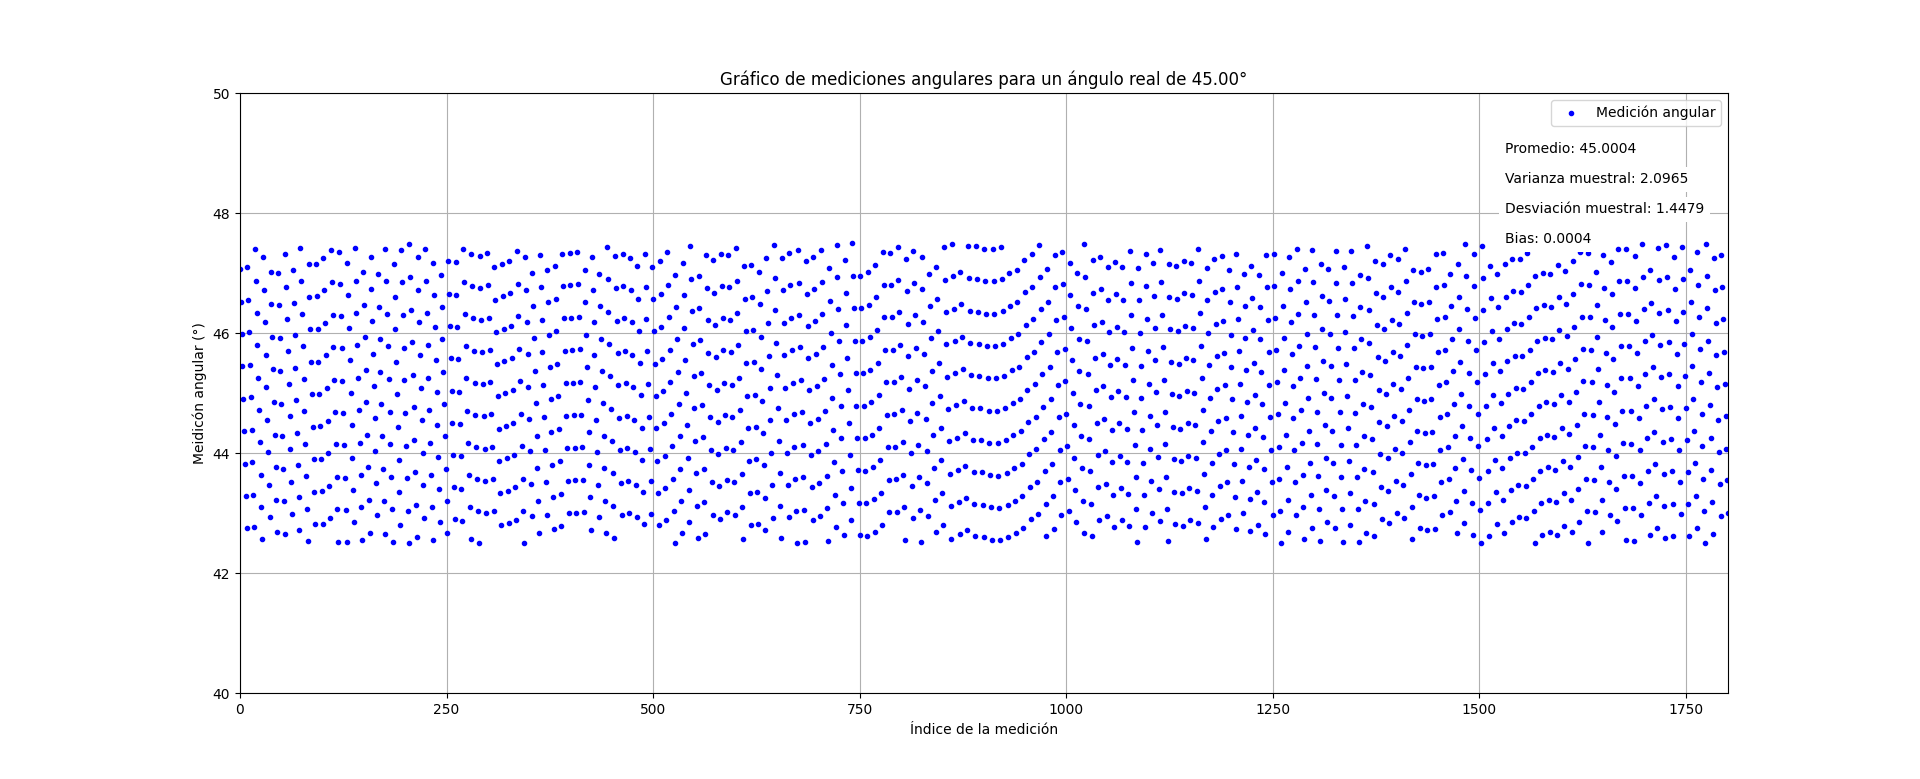 Gráfico de mediciones angulares para un ángulo real de 45.00°
Medición angular
Promedio: 45.0004
Varianza muestral: 2.0965
Desviación muestral: 1.4479
Bias: 0.0004
Meidicón angular (°)
50
48
46
44
42
40
0 250 500 750 1000 1250 1500 1750
Índice de la medición